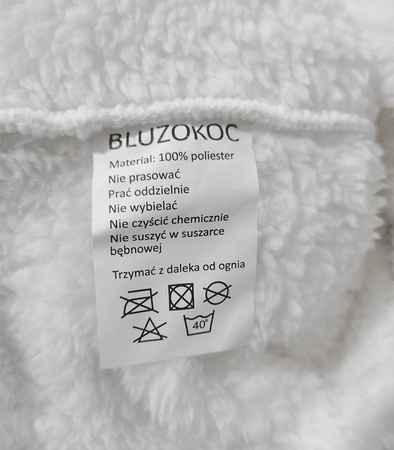 BLUZOKOC
Materiał: 100% poliester
Nie prasować
Prać oddzielnie
Nie wybielać
Nie czyścić chemicznie
Nie suszyć w suszarce
bębnowej
Trzymać z daleka od ognia
40°